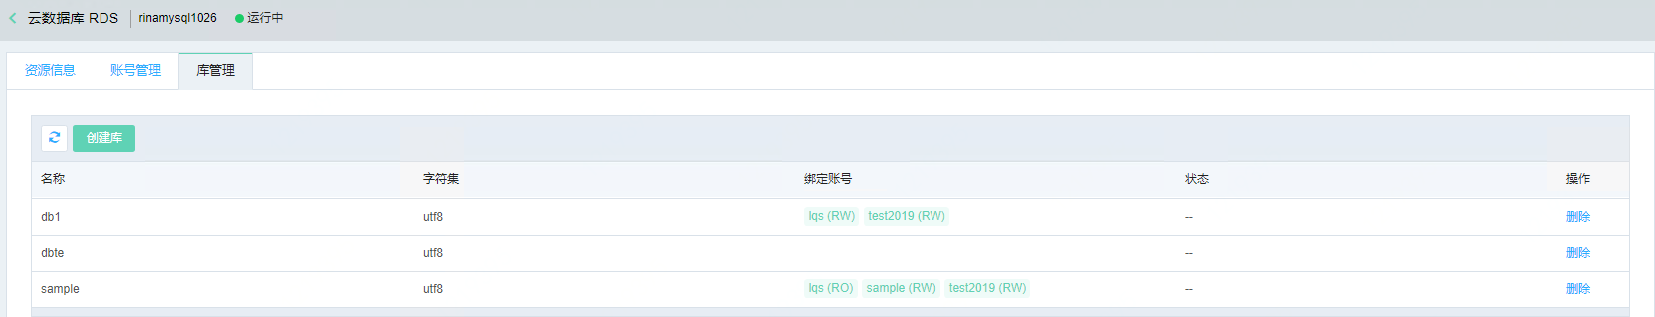 云数据库 RDS rinamysql1026 运行中
资源信息 账号管理 库管理
创建库
名称 字符集 绑定账号 状态 操作
db1 utf8 lqs (RW) test2019 (RW) -- 删除
dbte utf8 -- 删除
sample utf8 lqs (RO) sample (RW) test2019 (RW) -- 删除